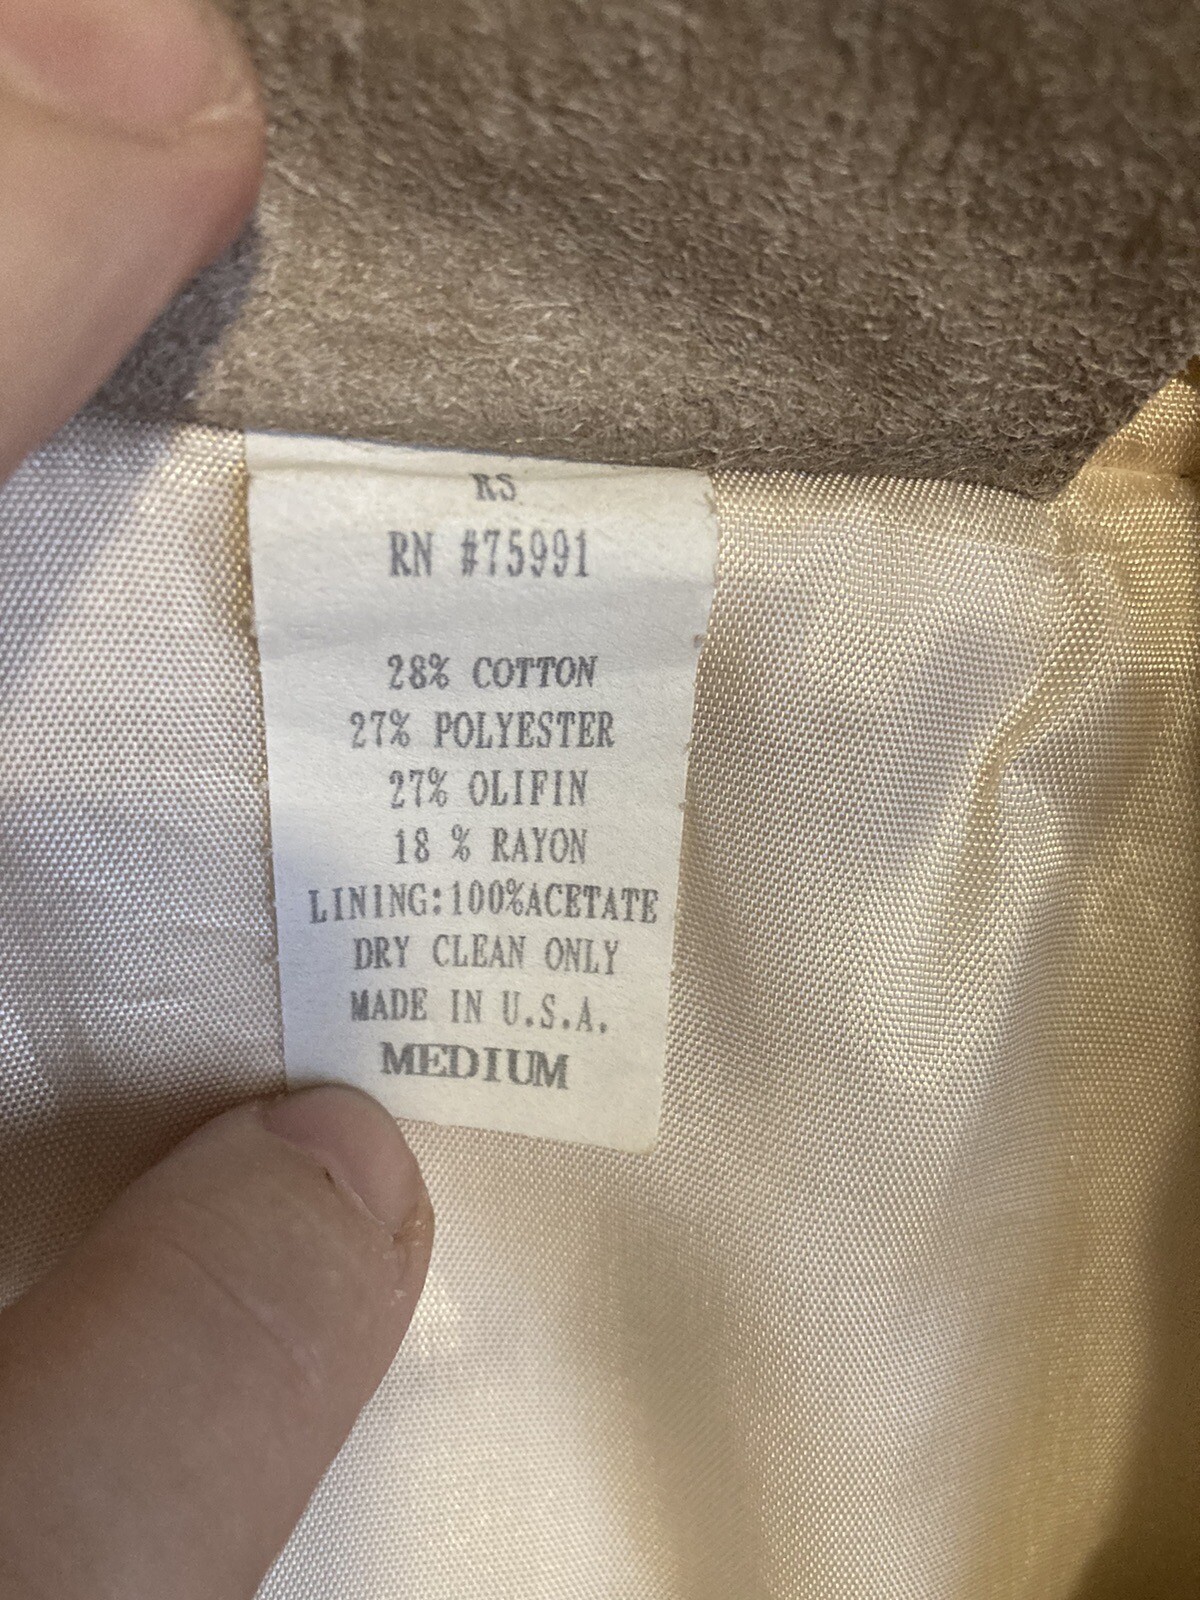 RS
RN #75991
28% COTTON
27% POLYESTER
27% OLIFIN
18 % RAYON
LINING:100%ACETATE
DRY CLEAN ONLY
MADE IN U.S.A.
MEDIUM